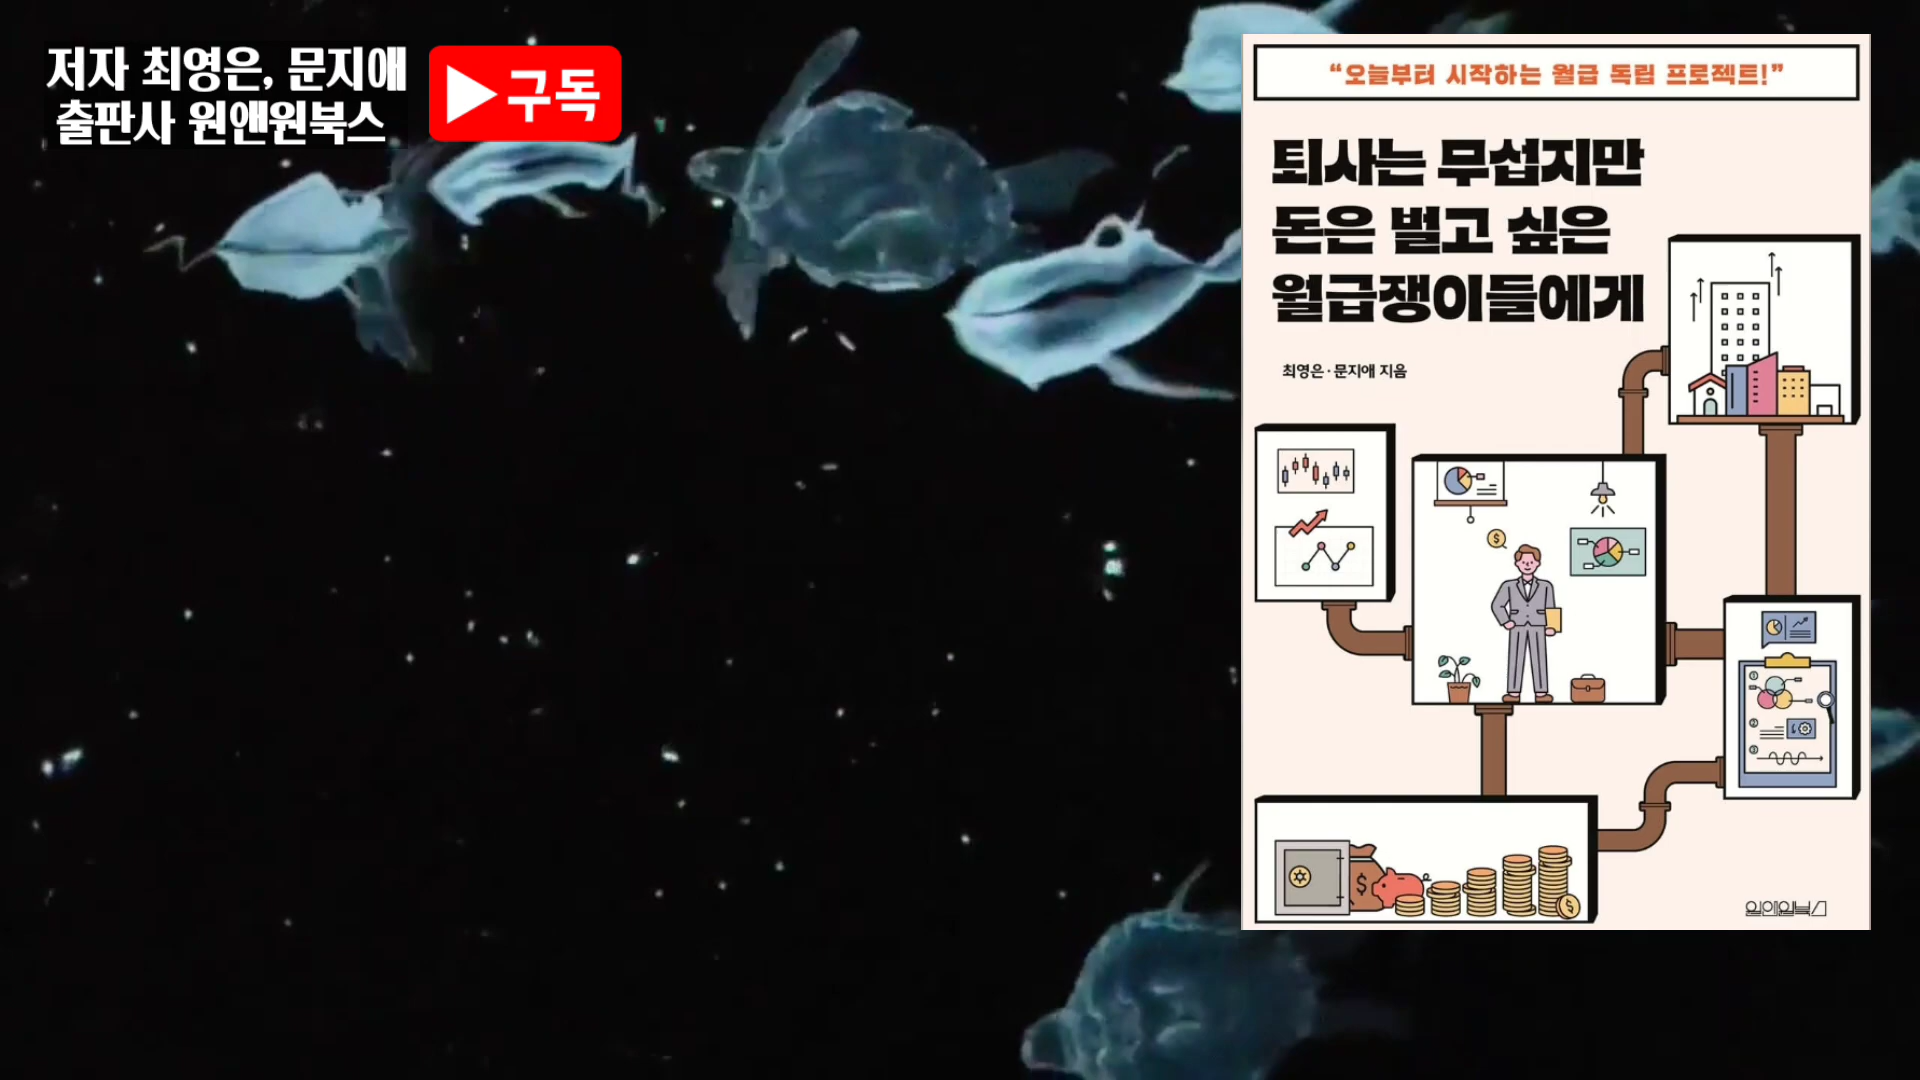 저자 최영은, 문지애
출판사 원앤원북스
구독
“오늘부터 시작하는 월급 독립 프로젝트!”
퇴사는 무섭지만
돈은 벌고 싶은
월급쟁이들에게
최영은·문지애 지음
$
1
2
3
$
원앤원북스